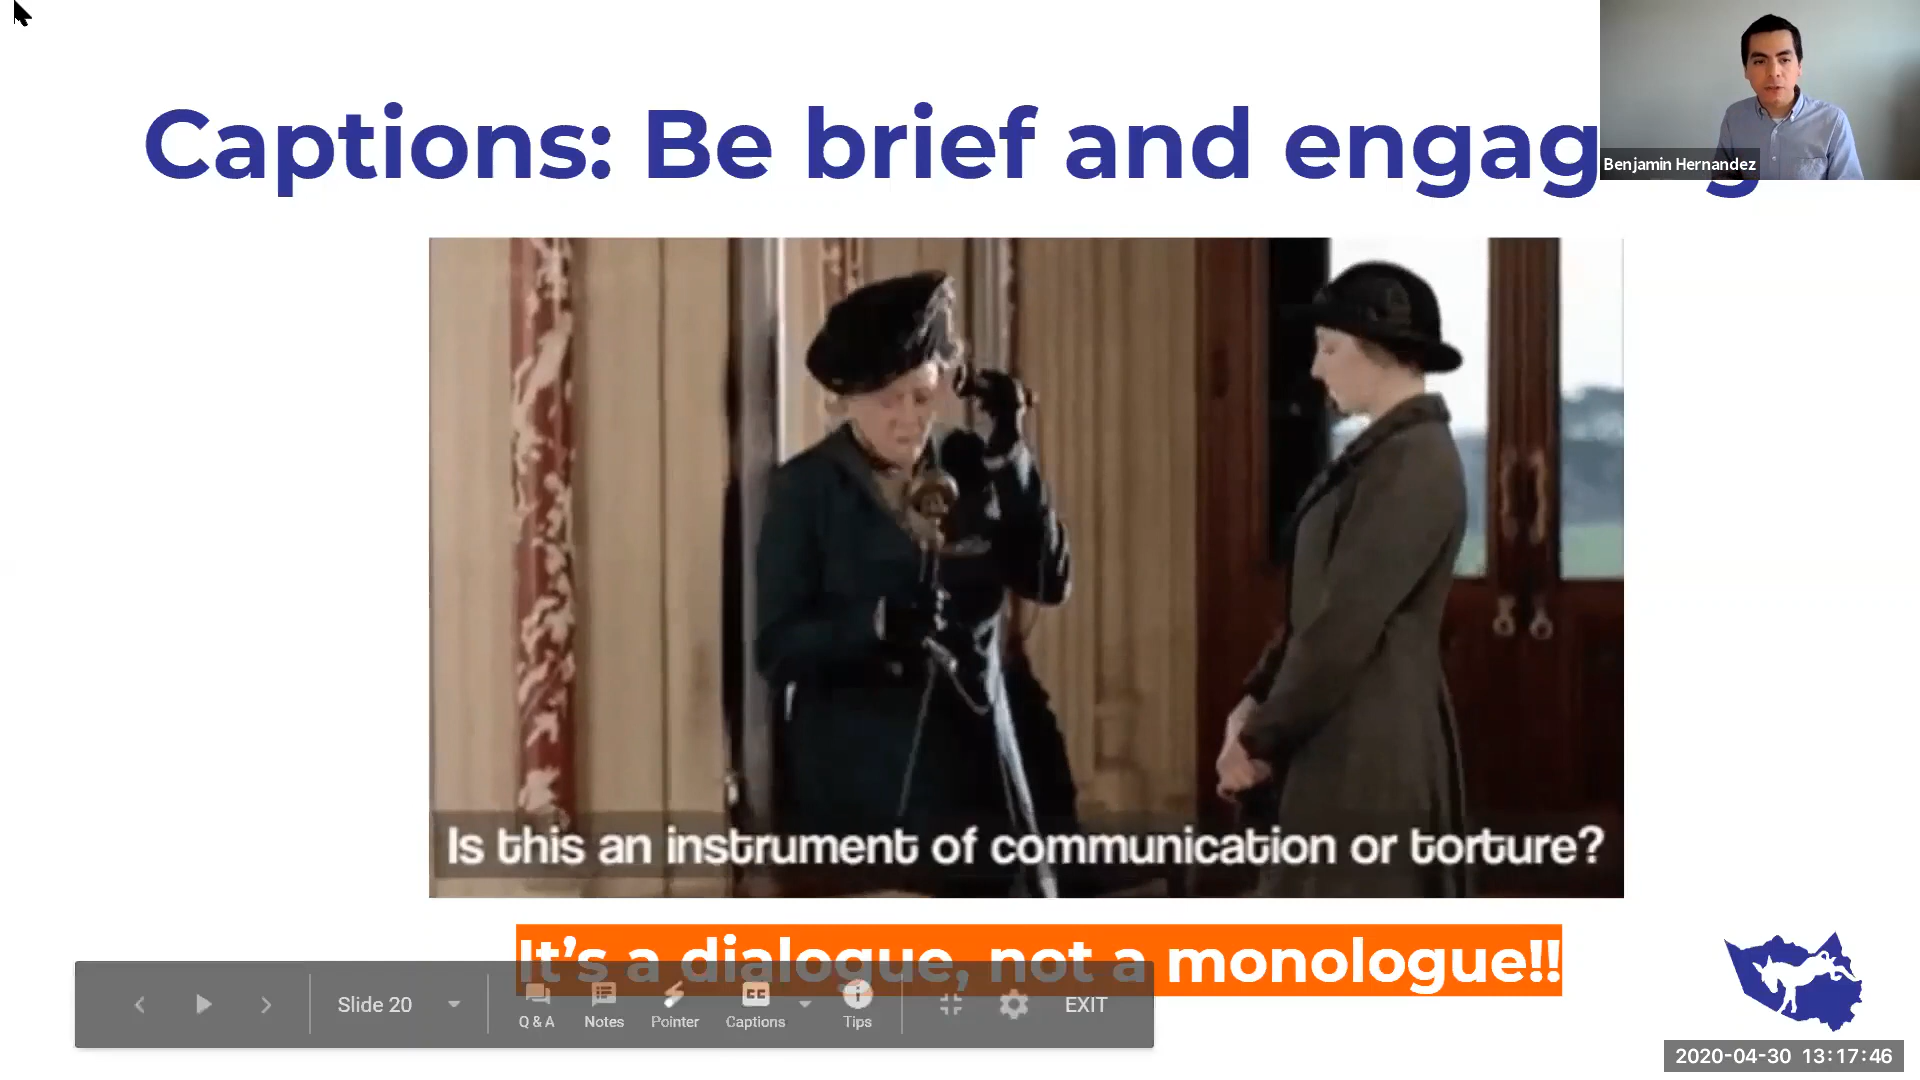 Captions: Be brief and engag g
Benjamin Hernandez
Is this an instrument of communication or torture?
It's a dialogue, not a monologue!!
Slide 20
Q & A
Notes
Pointer
Captions
Tips
EXIT
2020-04-30 13:17:46